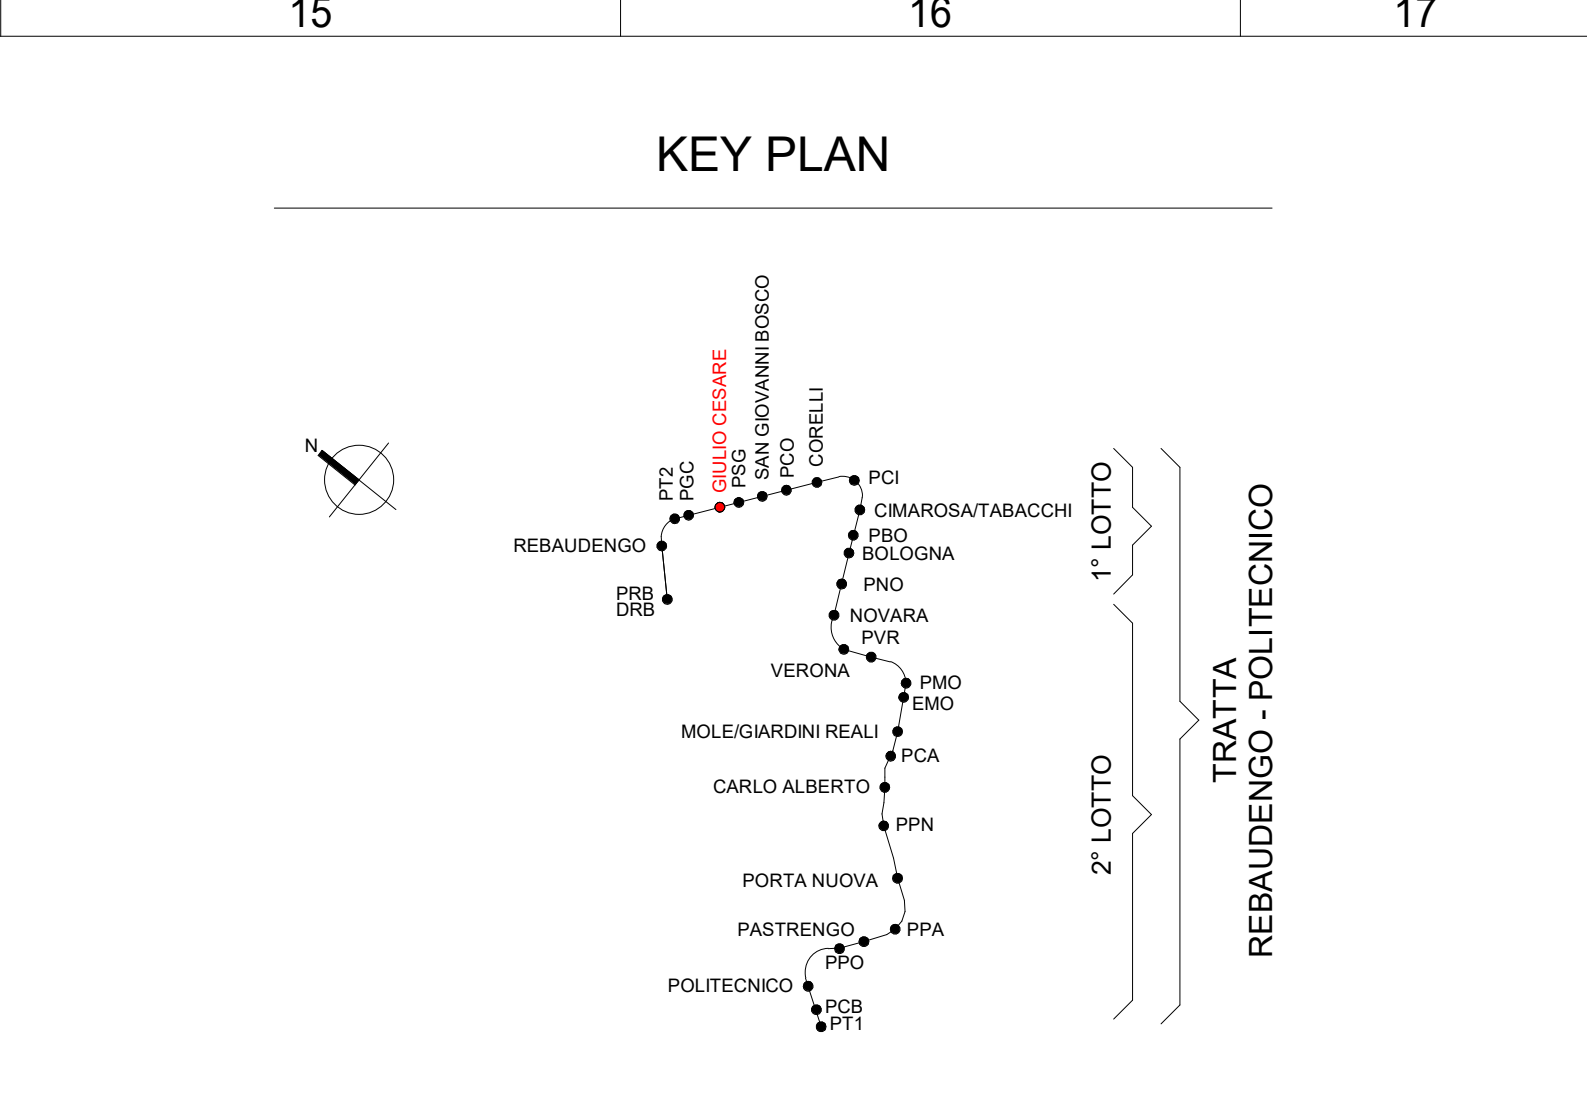 15
16
17
KEY PLAN
N
PT2
PGC
GIULIO CESARE
PSG
SAN GIOVANNI BOSCO
PCO
CORELLI
PCI
CIMAROSA/TABACCHI
PBO
BOLOGNA
PNO
NOVARA
PVR
VERONA
REBAUDENGO
PRB
DRB
PMO
EMO
MOLE/GIARDINI REALI
PCA
CARLO ALBERTO
PPN
PORTA NUOVA
PASTRENGO
PPA
PPO
POLITECNICO
PCB
PT1
1° LOTTO
2° LOTTO
TRATTA
REBAUDENGO - POLITECNICO